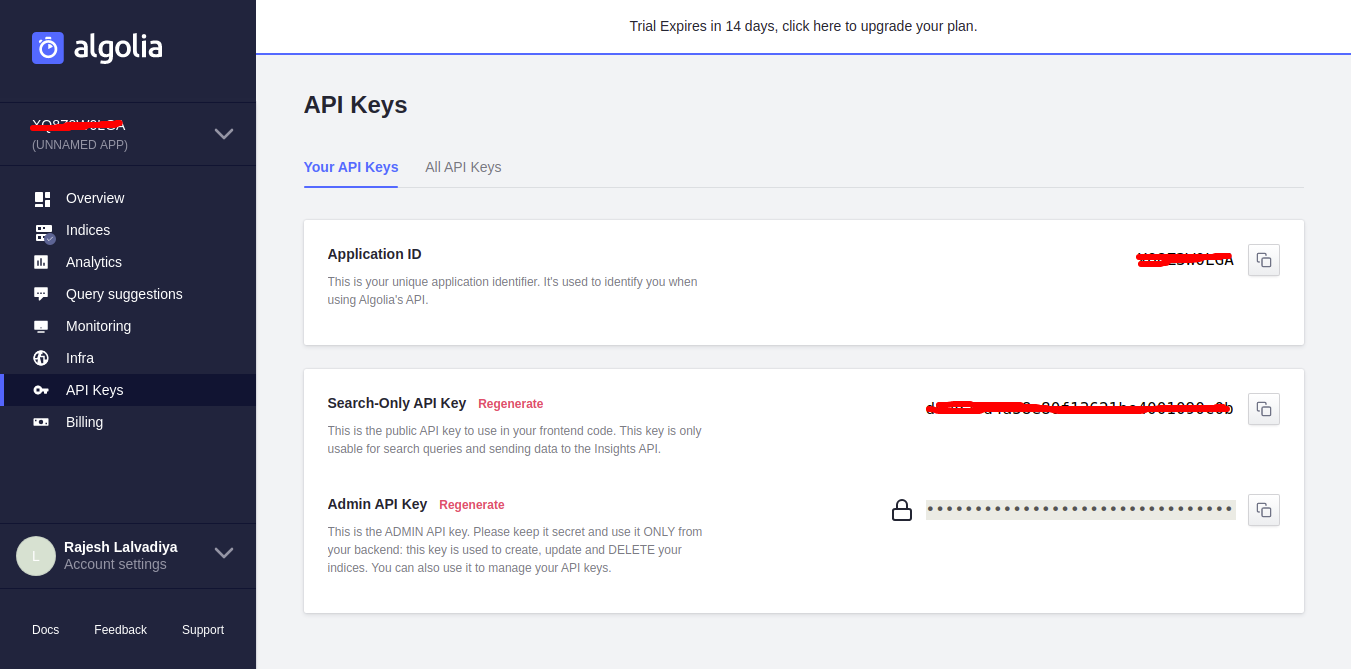 Trial Expires in 14 days, click here to upgrade your plan.
algolia
(UNNAMED APP)
Overview
Indices
Analytics
Query suggestions
Monitoring
Infra
API Keys
Billing
L
Rajesh Lalvadiya
Account settings
Docs Feedback Support
API Keys
Your API Keys All API Keys
Application ID
This is your unique application identifier. It's used to identify you when
using Algolia's API.
Search-Only API Key Regenerate
This is the public API key to use in your frontend code. This key is only
usable for search queries and sending data to the Insights API.
Admin API Key Regenerate
This is the ADMIN API key. Please keep it secret and use it ONLY from
your backend: this key is used to create, update and DELETE your
indices. You can also use it to manage your API keys.